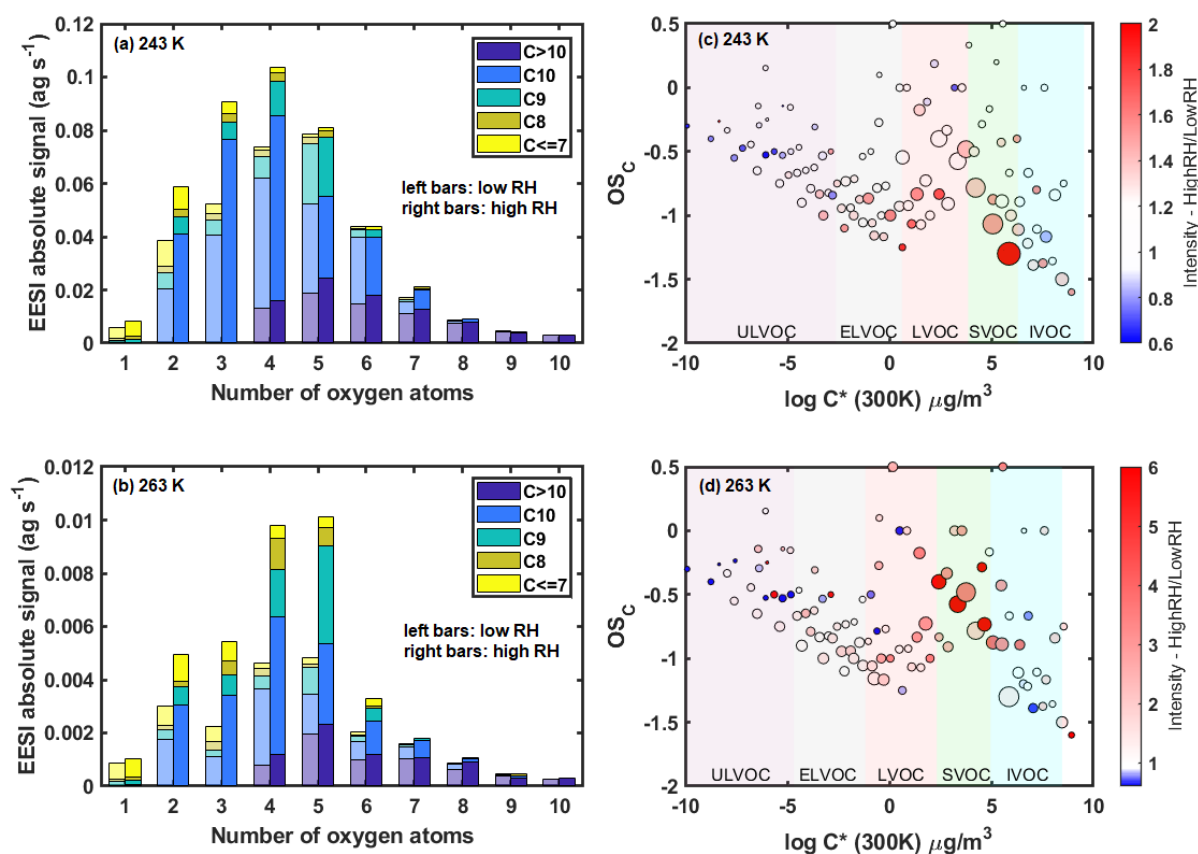 (a) 243 K
0.12
0.1
0.08
0.06
0.04
0.02
0
EESI absolute signal (ag s⁻¹)
C>10
C10
C9
C8
C<=7
left bars: low RH
right bars: high RH
1 2 3 4 5 6 7 8 9 10
Number of oxygen atoms
(c) 243 K
0.5
0
-0.5
-1
-1.5
-2
OS_C
ULVOC ELVOC LVOC SVOC IVOC
-10 -5 0 5 10
log C* (300K) μg/m³
2
1.8
1.6
1.4
1.2
1
0.8
0.6
Intensity - HighRH/LowRH
(b) 263 K
0.012
0.01
0.008
0.006
0.004
0.002
0
EESI absolute signal (ag s⁻¹)
C>10
C10
C9
C8
C<=7
left bars: low RH
right bars: high RH
1 2 3 4 5 6 7 8 9 10
Number of oxygen atoms
(d) 263 K
0.5
0
-0.5
-1
-1.5
-2
OS_C
ULVOC ELVOC LVOC SVOC IVOC
-10 -5 0 5 10
log C* (300K) μg/m³
6
5
4
3
2
1
Intensity - HighRH/LowRH